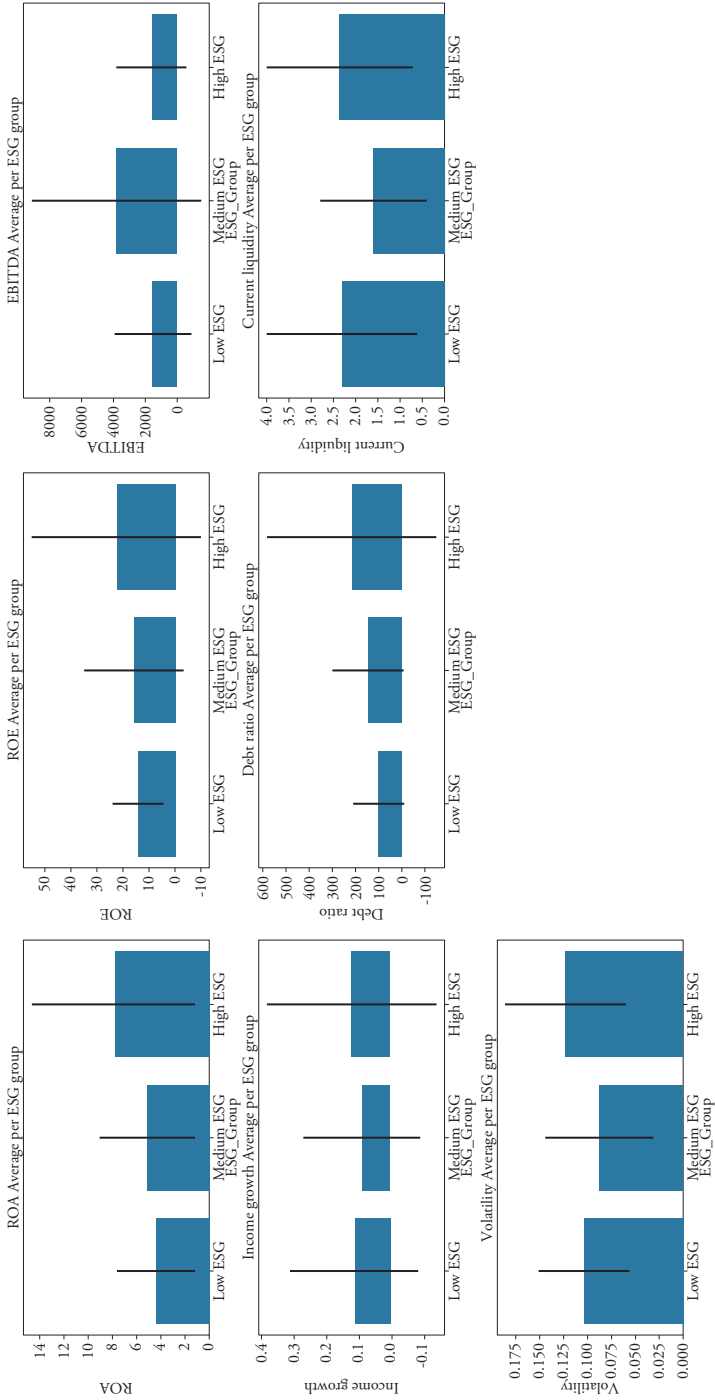 ROA Average per ESG group
14
12
10
8
6
4
2
0
ROA
Low ESG
Medium ESG
High ESG
ESG_Group
ROE Average per ESG group
50
40
30
20
10
0
-10
ROE
Low ESG
Medium ESG
High ESG
ESG_Group
EBITDA Average per ESG group
8000
6000
4000
2000
0
EBITDA
Low ESG
Medium ESG
High ESG
ESG_Group
Income growth Average per ESG group
0.4
0.3
0.2
0.1
0.0
-0.1
Income growth
Low ESG
Medium ESG
High ESG
ESG_Group
Debt ratio Average per ESG group
600
500
400
300
200
100
0
-100
Debt ratio
Low ESG
Medium ESG
High ESG
ESG_Group
Current liquidity Average per ESG group
4.0
3.5
3.0
2.5
2.0
1.5
1.0
0.5
0.0
Current liquidity
Low ESG
Medium ESG
High ESG
ESG_Group
Volatility Average per ESG group
0.175
0.150
0.125
0.100
0.075
0.050
0.025
0.000
Volatility
Low ESG
Medium ESG
High ESG
ESG_Group